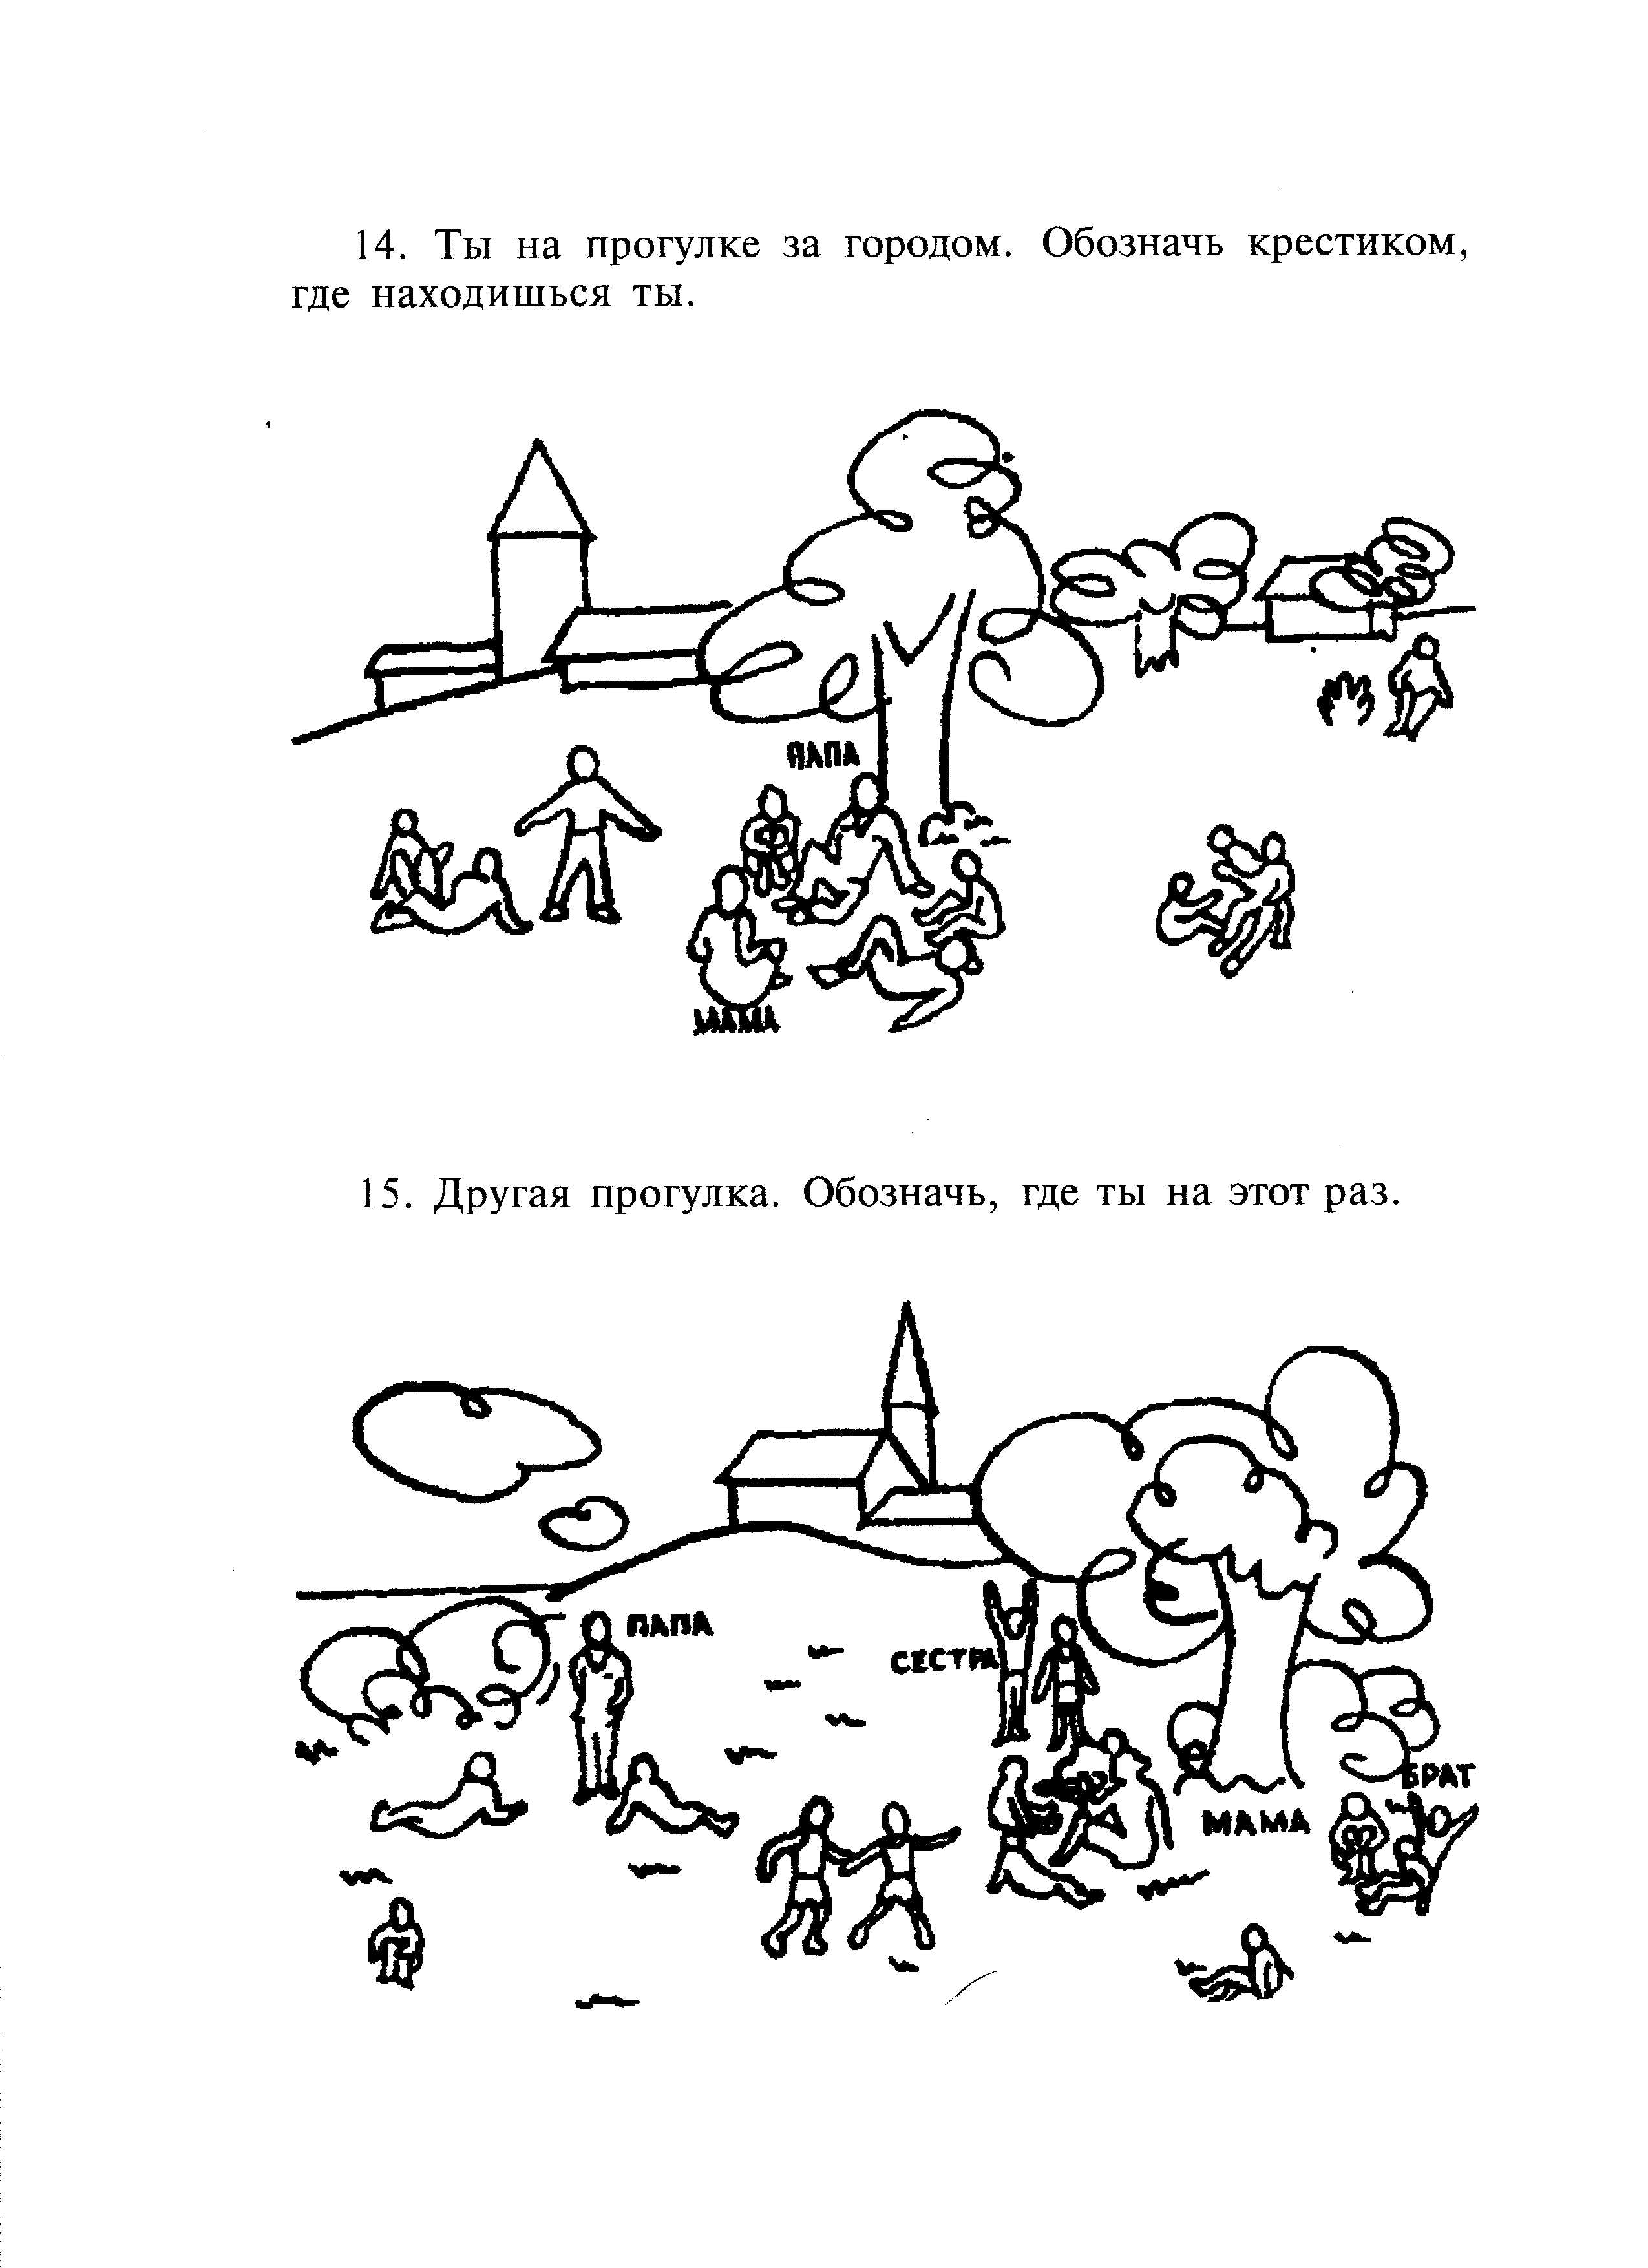 14. Ты на прогулке за городом. Обозначь крестиком,
где находишься ты.
ПАПА
МАМА
15. Другая прогулка. Обозначь, где ты на этот раз.
ПАПА
СЕСТРА
БРАТ
МАМА